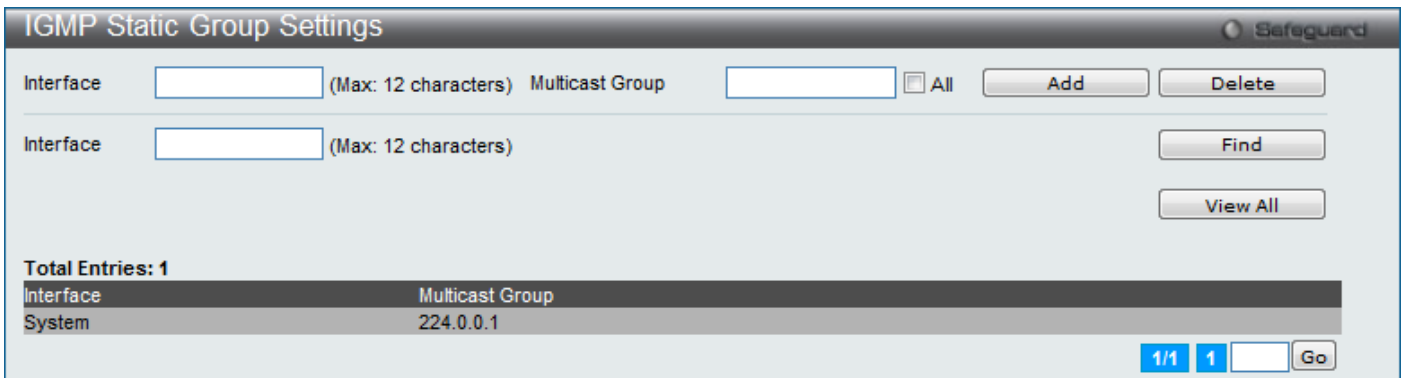 IGMP Static Group Settings
Safeguard
Interface (Max: 12 characters) Multicast Group All Add Delete
Interface (Max: 12 characters) Find
View All
Total Entries: 1
Interface Multicast Group
System 224.0.0.1
1/1 1 Go